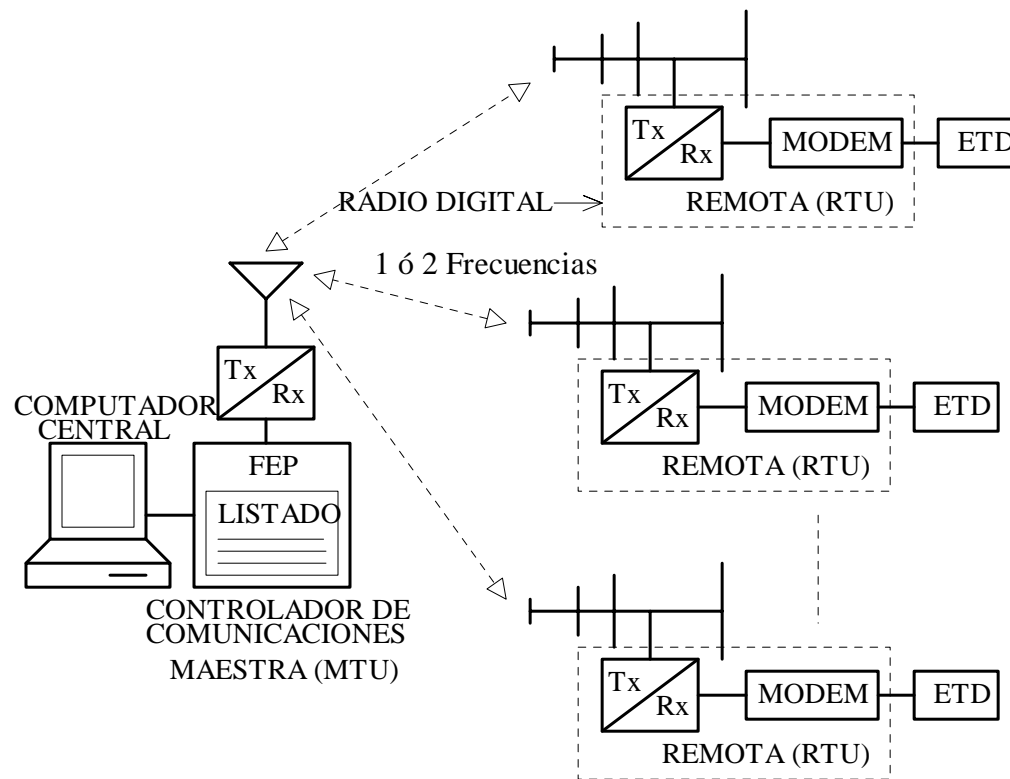 Tx
Rx
MODEM
ETD
RADIO DIGITAL
REMOTA (RTU)
1 ó 2 Frecuencias
Tx
Rx
MODEM
ETD
REMOTA (RTU)
Tx
Rx
COMPUTADOR
CENTRAL
FEP
LISTADO
CONTROLADOR DE
COMUNICACIONES
MAESTRA (MTU)
Tx
Rx
MODEM
ETD
REMOTA (RTU)